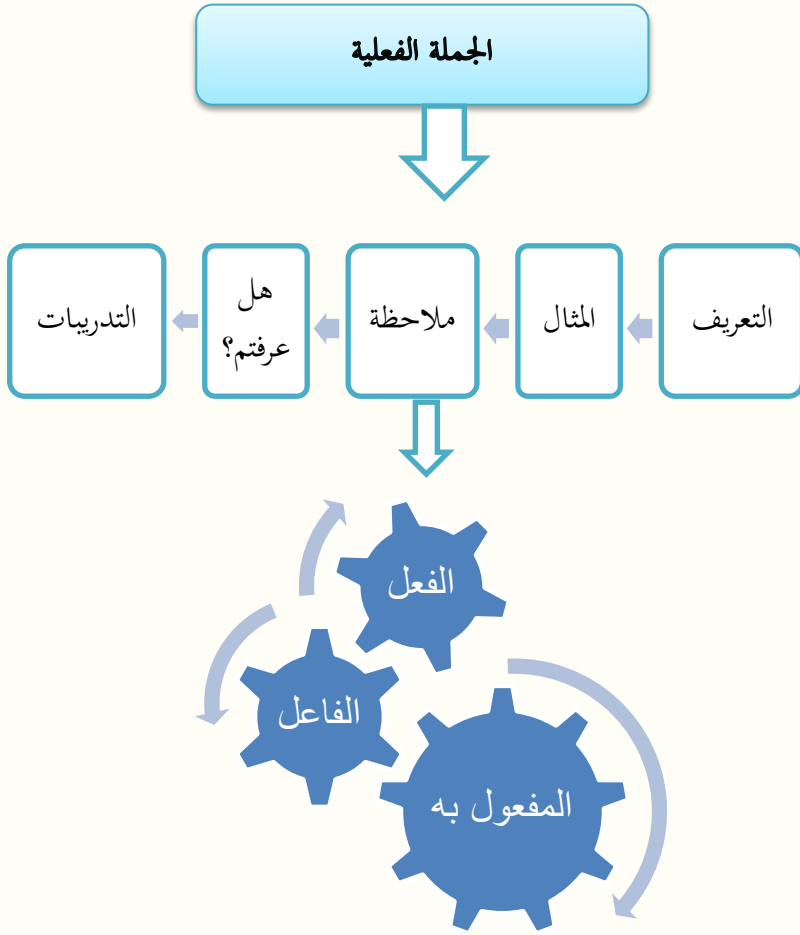 الجملة الفعلية
التعريف
المثال
ملاحظة
هل
عرفتم؟
التدريبات
الفعل
الفاعل
المفعول به